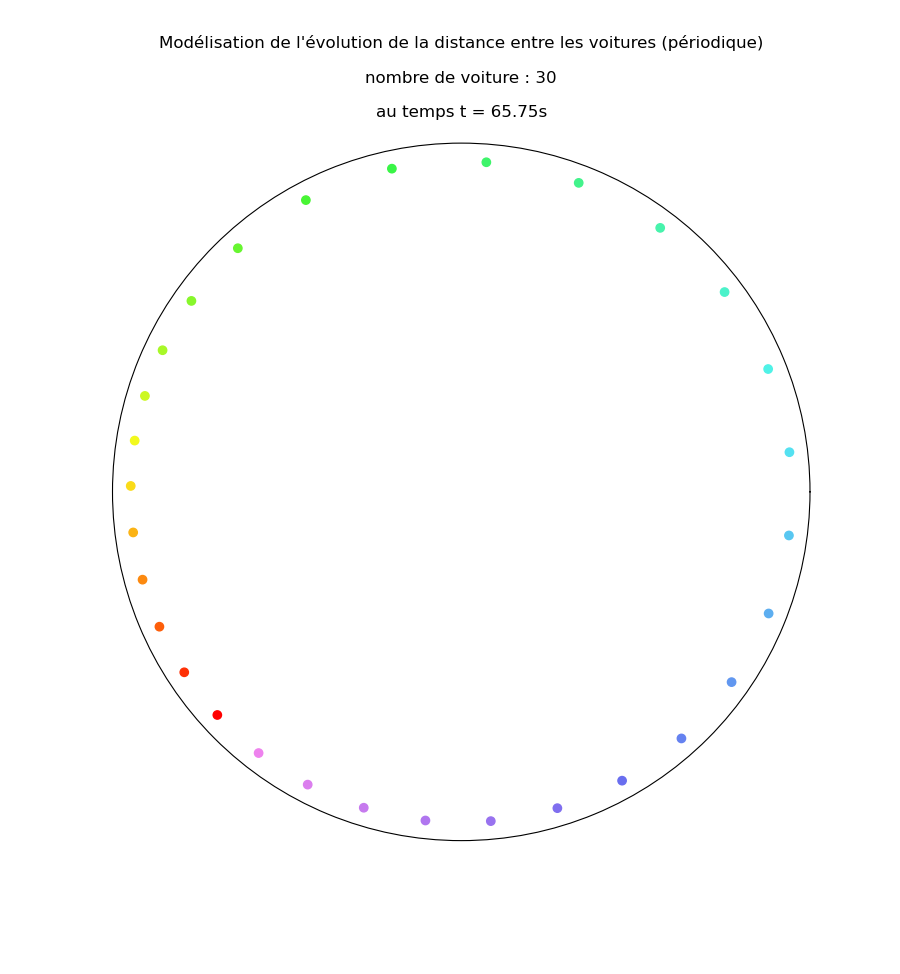 Modélisation de l'évolution de la distance entre les voitures (périodique)
nombre de voiture : 30
au temps t = 65.75s